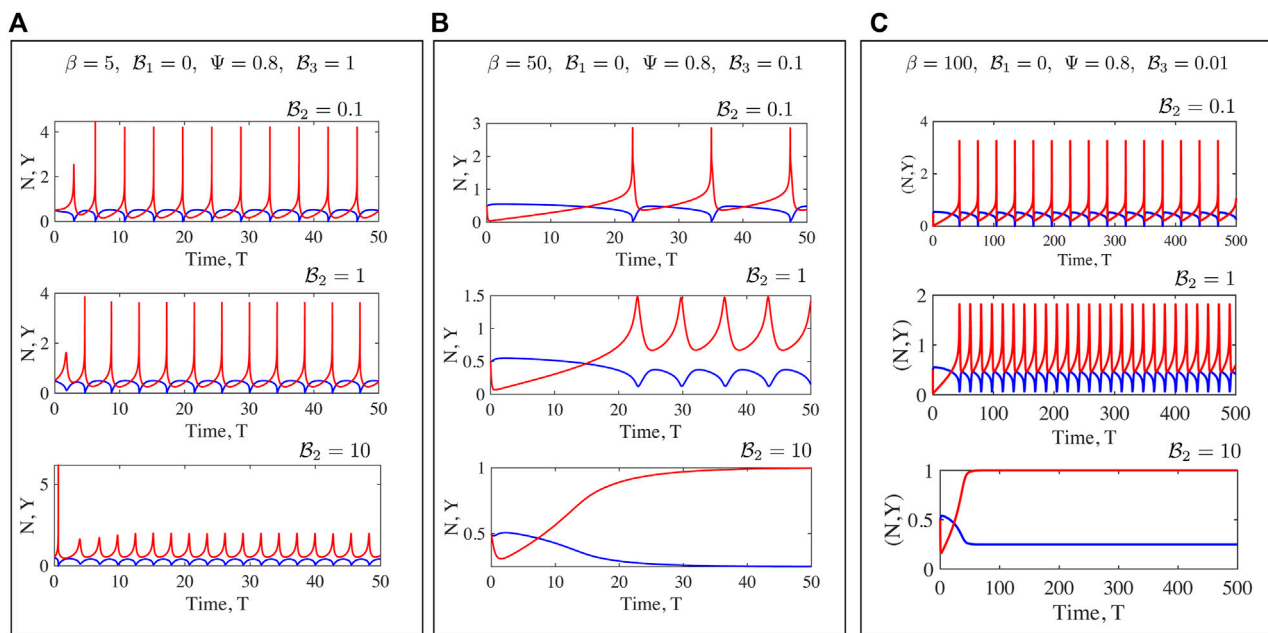 A
β = 5, 𝓑₁ = 0, Ψ = 0.8, 𝓑₃ = 1
𝓑₂ = 0.1
N, Y
4
2
0
0 10 20 30 40 50
Time, T
𝓑₂ = 1
N, Y
4
2
0
0 10 20 30 40 50
Time, T
𝓑₂ = 10
N, Y
5
2
0
0 10 20 30 40 50
Time, T
B
β = 50, 𝓑₁ = 0, Ψ = 0.8, 𝓑₃ = 0.1
𝓑₂ = 0.1
N, Y
3
2
1
0
0 10 20 30 40 50
Time, T
𝓑₂ = 1
N, Y
1.5
1
0.5
0
0 10 20 30 40 50
Time, T
𝓑₂ = 10
N, Y
1
0.5
0 10 20 30 40 50
Time, T
C
β = 100, 𝓑₁ = 0, Ψ = 0.8, 𝓑₃ = 0.01
𝓑₂ = 0.1
(N,Y)
4
2
0
0 100 200 300 400 500
Time, T
𝓑₂ = 1
(N,Y)
2
1
0
0 100 200 300 400 500
Time, T
𝓑₂ = 10
(N,Y)
1
0.5
0
0 100 200 300 400 500
Time, T